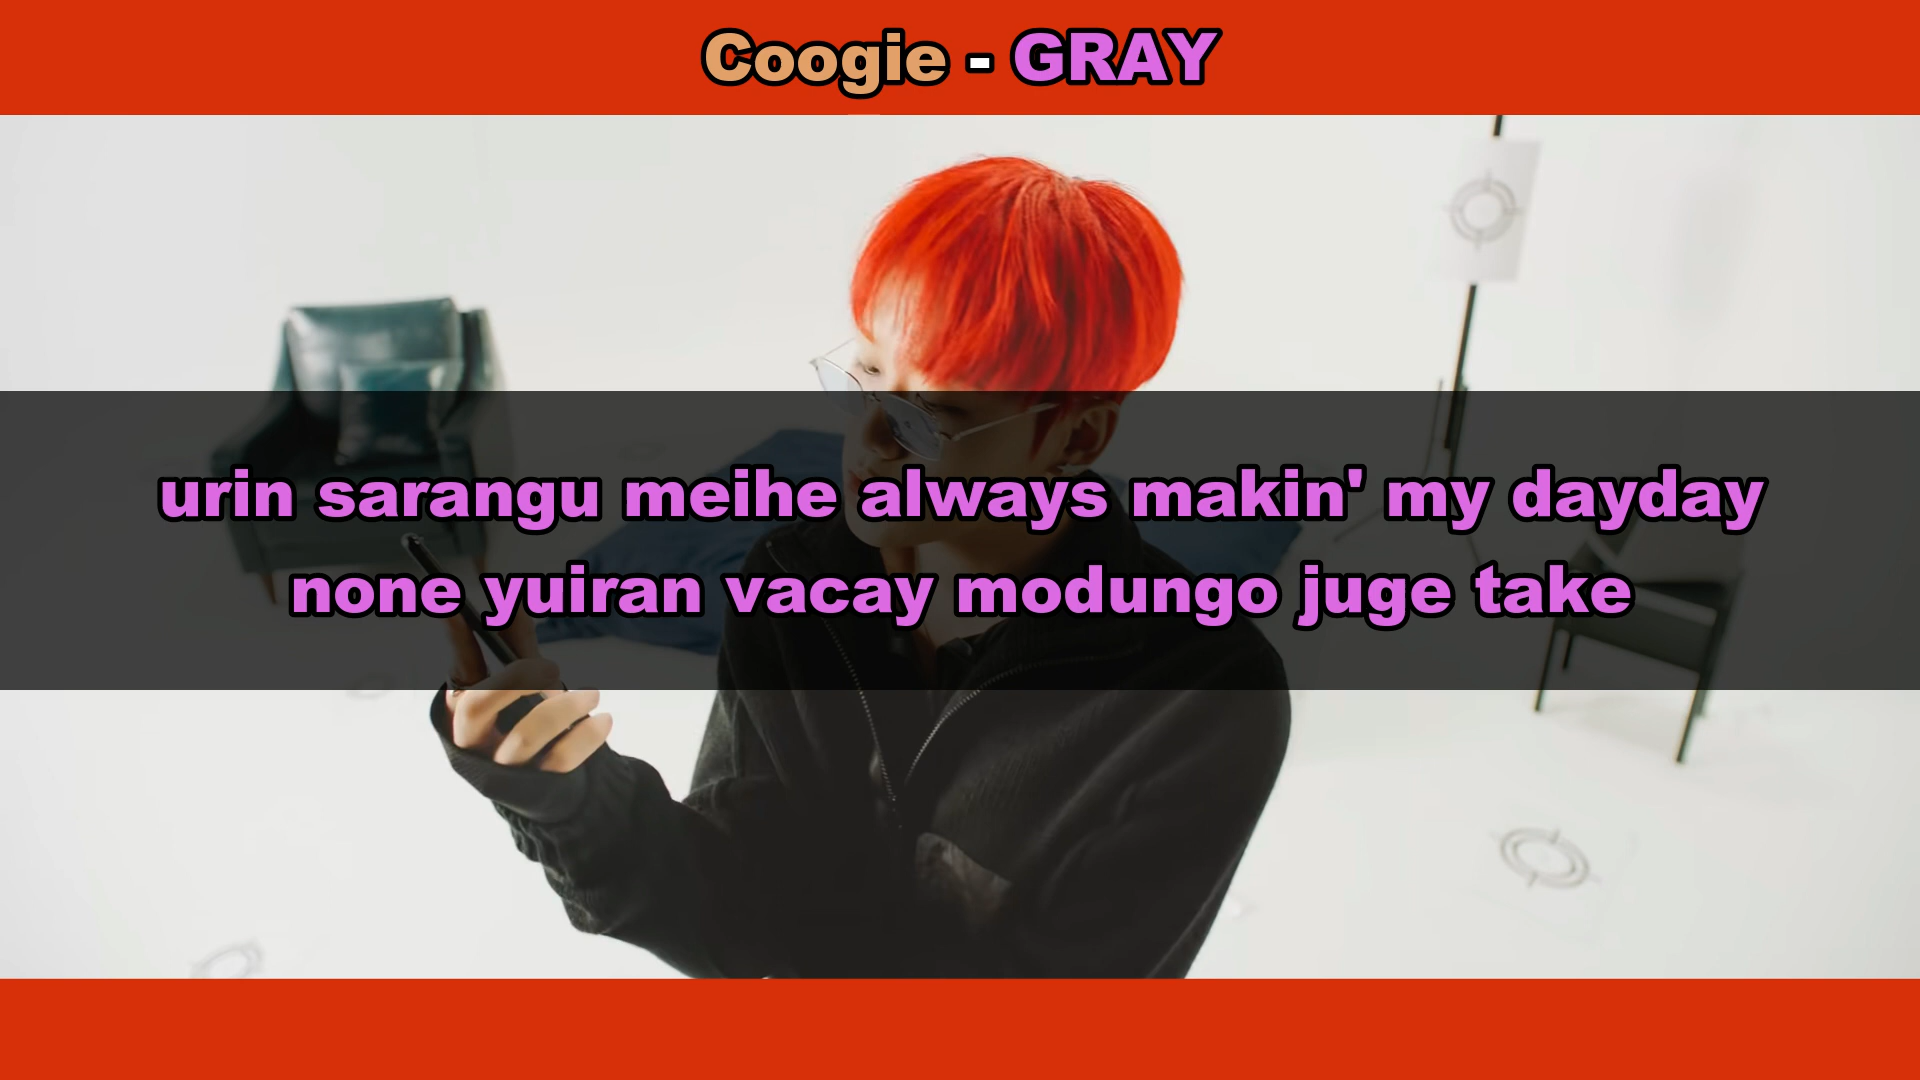 Coogie - GRAY
urin sarangu meihe always makin' my dayday
none yuiran vacay modungo juge take